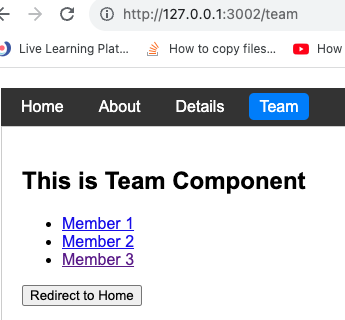 http://127.0.0.1:3002/team
Live Learning Plat... How to copy files... How
Home About Details Team
This is Team Component
Member 1
Member 2
Member 3
Redirect to Home